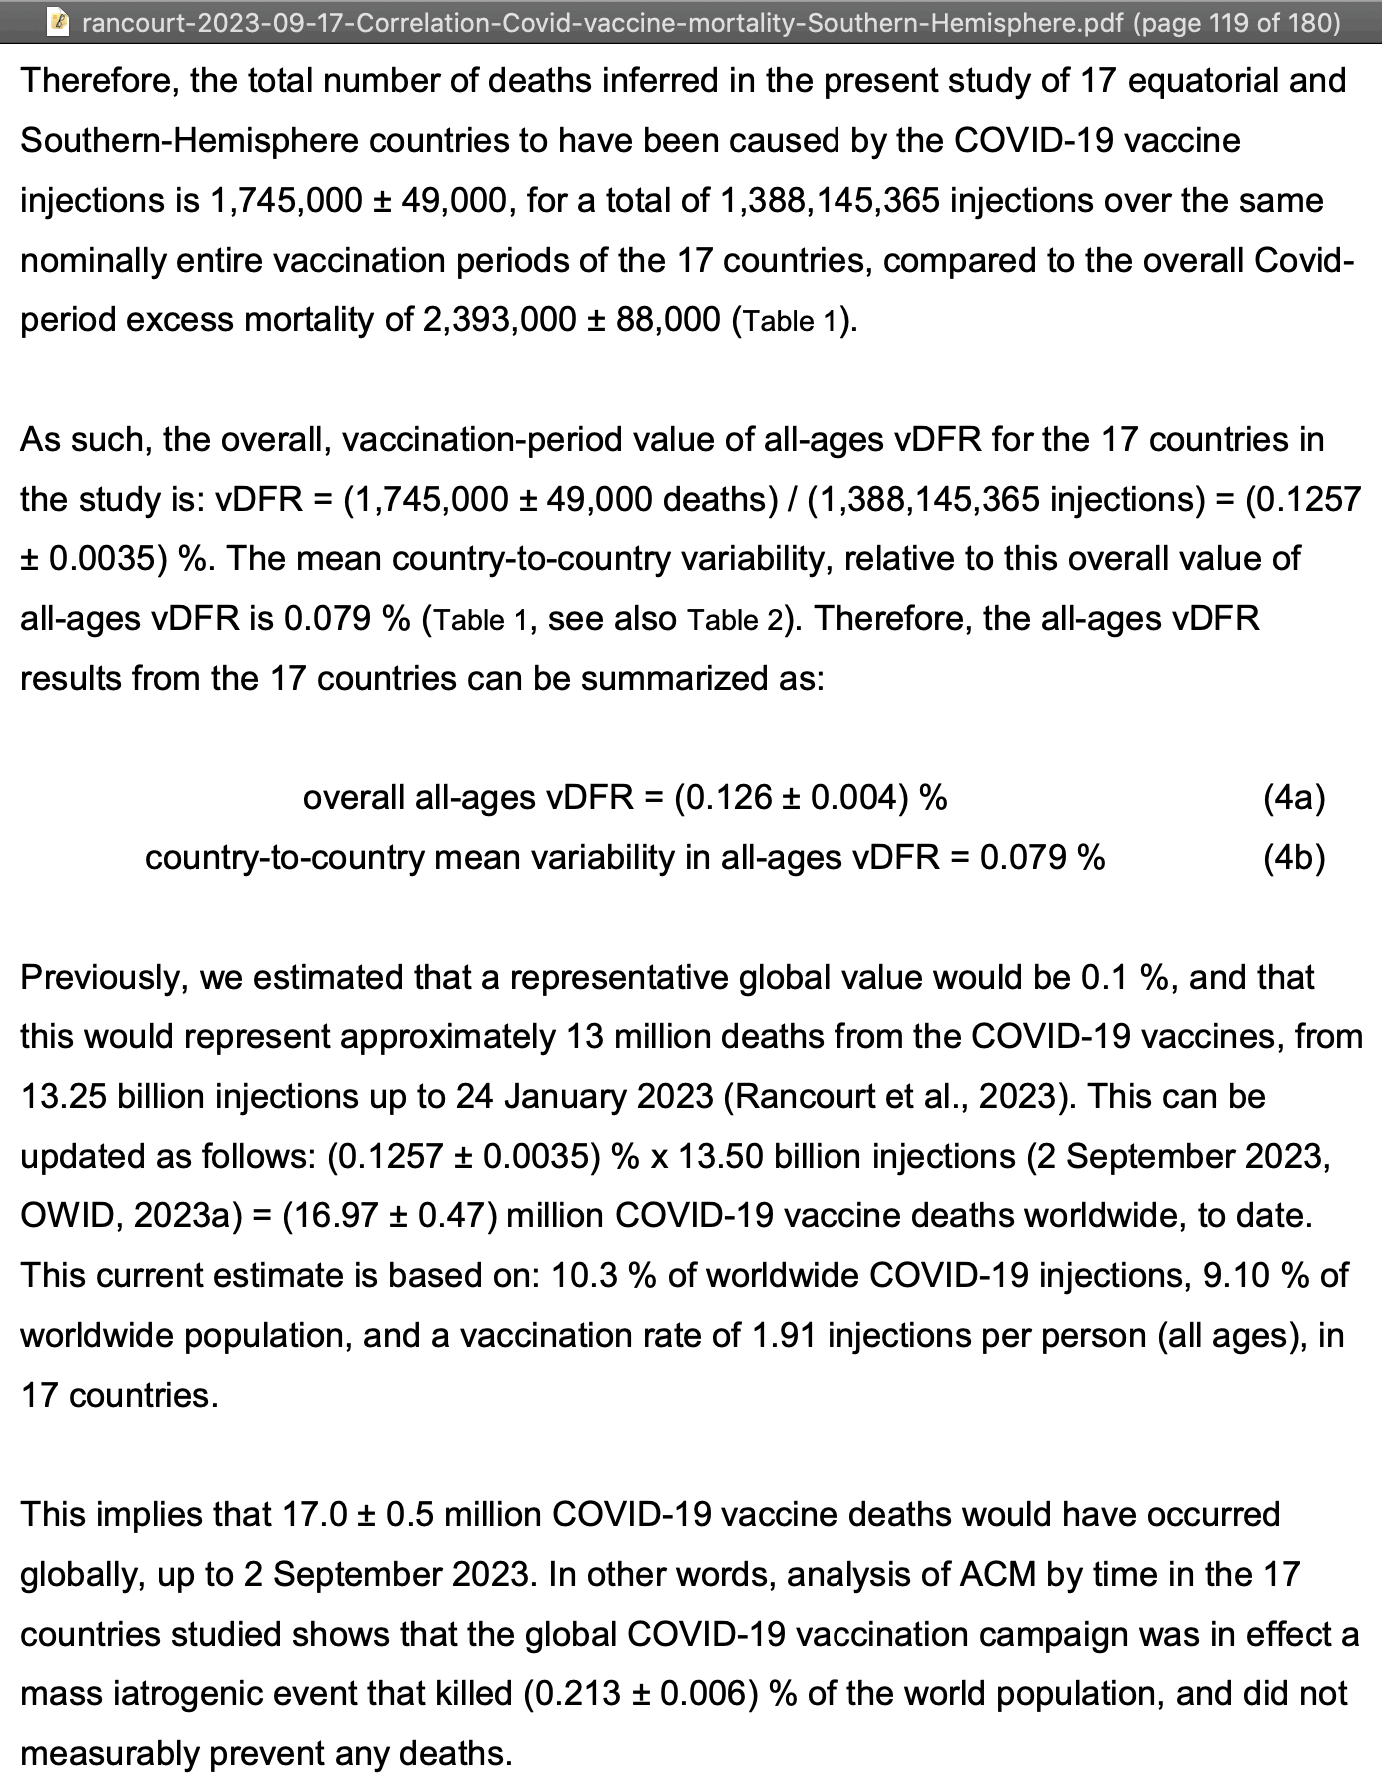 rancourt-2023-09-17-Correlation-Covid-vaccine-mortality-Southern-Hemisphere.pdf (page 119 of 180)
Therefore, the total number of deaths inferred in the present study of 17 equatorial and
Southern-Hemisphere countries to have been caused by the COVID-19 vaccine
injections is 1,745,000 ± 49,000, for a total of 1,388,145,365 injections over the same
nominally entire vaccination periods of the 17 countries, compared to the overall Covid-
period excess mortality of 2,393,000 ± 88,000 (Table 1).
As such, the overall, vaccination-period value of all-ages vDFR for the 17 countries in
the study is: vDFR = (1,745,000 ± 49,000 deaths) / (1,388,145,365 injections) = (0.1257
± 0.0035) %. The mean country-to-country variability, relative to this overall value of
all-ages vDFR is 0.079 % (Table 1, see also Table 2). Therefore, the all-ages vDFR
results from the 17 countries can be summarized as:
overall all-ages vDFR = (0.126 ± 0.004) % (4a)
country-to-country mean variability in all-ages vDFR = 0.079 % (4b)
Previously, we estimated that a representative global value would be 0.1 %, and that
this would represent approximately 13 million deaths from the COVID-19 vaccines, from
13.25 billion injections up to 24 January 2023 (Rancourt et al., 2023). This can be
updated as follows: (0.1257 ± 0.0035) % x 13.50 billion injections (2 September 2023,
OWID, 2023a) = (16.97 ± 0.47) million COVID-19 vaccine deaths worldwide, to date.
This current estimate is based on: 10.3 % of worldwide COVID-19 injections, 9.10 % of
worldwide population, and a vaccination rate of 1.91 injections per person (all ages), in
17 countries.
This implies that 17.0 ± 0.5 million COVID-19 vaccine deaths would have occurred
globally, up to 2 September 2023. In other words, analysis of ACM by time in the 17
countries studied shows that the global COVID-19 vaccination campaign was in effect a
mass iatrogenic event that killed (0.213 ± 0.006) % of the world population, and did not
measurably prevent any deaths.